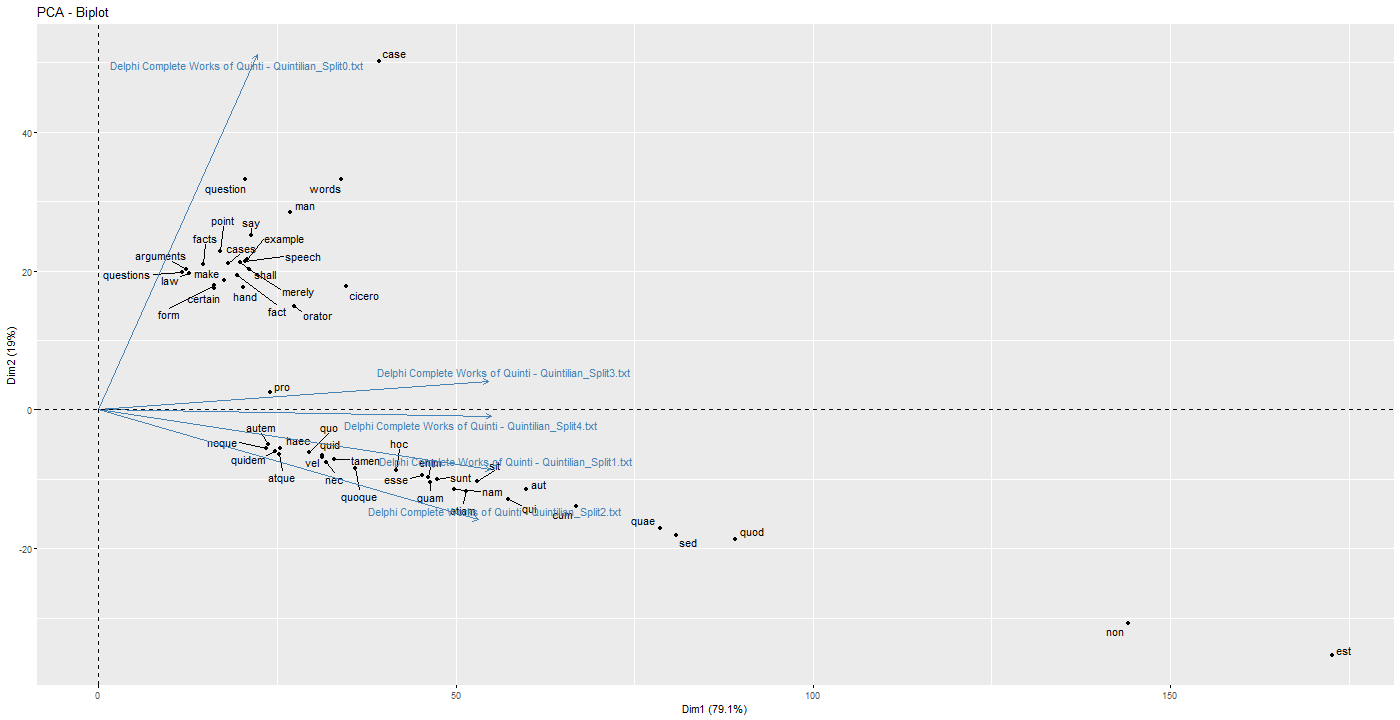 PCA - Biplot
case
Delphi Complete Works of Quinti - Quintilian_Split0.txt
40
question
words
man
point
say
facts
example
cases
arguments
speech
questions
20
law
make
shall
merely
certain
hand
cicero
form
fact
orator
Dim2 (19%)
Delphi Complete Works of Quinti - Quintilian_Split3.txt
pro
0
autem
quo
Delphi Complete Works of Quinti - Quintilian_Split4.txt
neque
haec
quid
hoc
quidem
vel
tamen
Delphi Complete Works of Quinti - Quintilian_Split1.txt
enim
sit
atque
nec
esse
sunt
quoque
quam
nam
aut
etiam
qui
Delphi Complete Works of Quinti - Quintilian_Split2.txt
cum
quae
quod
sed
-20
non
est
0
50
100
150
Dim1 (79.1%)